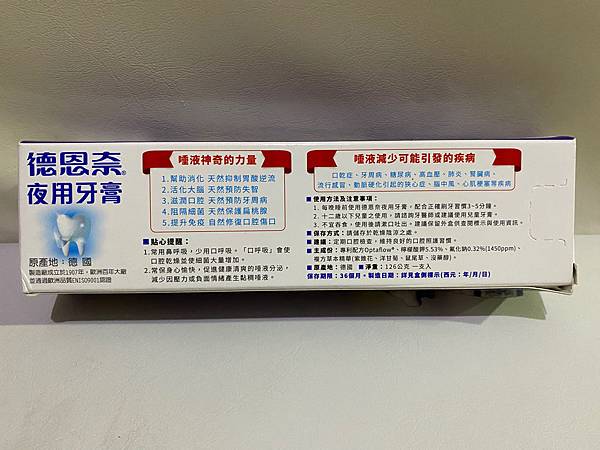 德恩奈®
夜用牙膏
原產地：德 國
製造廠成立於1907年，歐洲百年大廠
並通過歐洲品質EN ISO9001認證
唾液神奇的力量
1.幫助消化 天然抑制胃酸逆流
2.活化大腦 天然預防失智
3.滋潤口腔 天然預防牙周病
4.阻隔細菌 天然保護扁桃腺
5.提升免疫 自然修復口腔傷口
■貼心提醒：
1.常用鼻呼吸，少用口呼吸。「口呼吸」會使
口腔乾燥並使細菌大量增加。
2.常保身心愉快，促進健康清爽的唾液分泌，
減少因壓力或負面情緒產生黏稠唾液。
唾液減少可能引發的疾病
口乾症、牙周病、糖尿病、高血壓、肺炎、腎臟病、
流行感冒、動脈硬化引起的狹心症、腦中風、心肌梗塞等疾病
■使用方法及注意事項：
1. 每晚睡前使用德恩奈夜用牙膏，配合正確刷牙習慣3~5分鐘。
2. 十二歲以下兒童之使用，請諮詢牙醫師或建議使用兒童牙膏。
3. 不宜吞食，使用後請漱口吐出。建議保留外盒供查閱標示與使用資訊。
■保存方式：請儲存於乾燥陰涼之處。
■建議：定期口腔檢查，維持良好的口腔照護習慣。
■主成份：專利配方Optaflow®、檸檬酸鉀5.53%、氟化鈉0.32%(1450ppm)、
複方草本精華(紫錐花、洋甘菊、鼠尾草、沒藥醇)。
■原產地：德國 ■淨重：126公克 一支入
保存期限：36個月。製造日期：詳見盒側標示(西元：年/月/日)